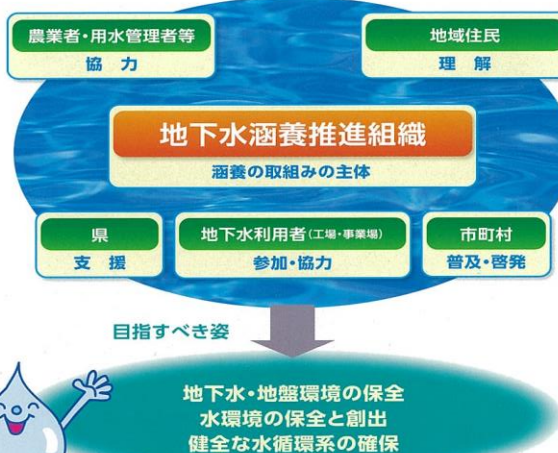 農業者・用水管理者等
協力
地域住民
理解
地下水涵養推進組織
涵養の取組みの主体
県
支援
地下水利用者(工場・事業場)
参加・協力
市町村
普及・啓発
目指すべき姿
地下水・地盤環境の保全
水環境の保全と創出
健全な水循環系の確保